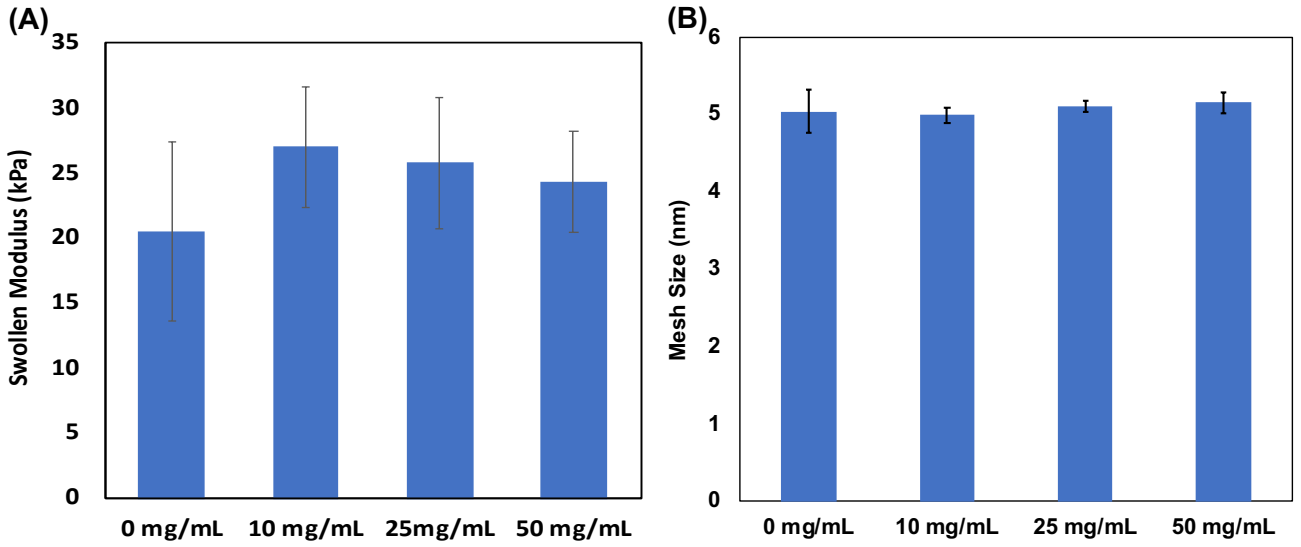 (A)
Swollen Modulus (kPa)
35
30
25
20
15
10
5
0
0 mg/mL 10 mg/mL 25mg/mL 50 mg/mL
(B)
Mesh Size (nm)
6
5
4
3
2
1
0
0 mg/mL 10 mg/mL 25 mg/mL 50 mg/mL